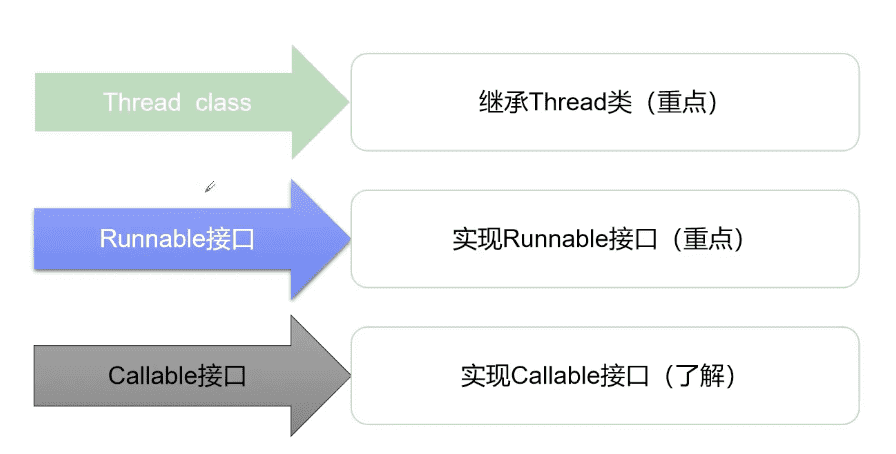 Thread class
继承Thread类（重点）
Runnable接口
实现Runnable接口（重点）
Callable接口
实现Callable接口（了解）